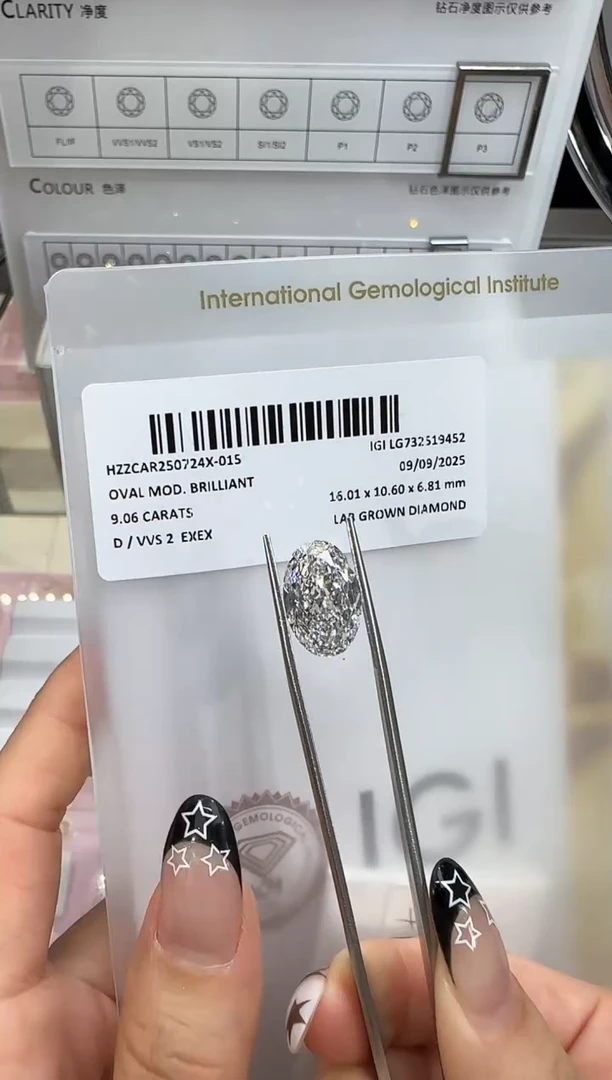 CLARITY 净度
钻石净度图示仅供参考
FL/IF VVS1/VVS2 VS1/VS2 SI1/SI2 P1 P2 P3
COLOUR 色泽
钻石色泽图示仅供参考
International Gemological Institute
HZZCAR250724X-015
IGI LG732519452
OVAL MOD. BRILLIANT
09/09/2025
9.06 CARATS
16.01 x 10.60 x 6.81 mm
D / VVS 2 EXEX
LAB GROWN DIAMOND
GEMOLOGIC
IGI